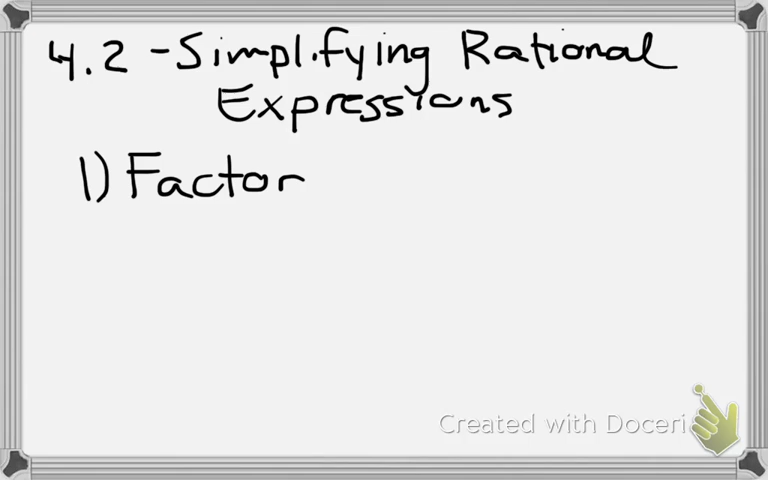 4.2 - Simplifying Rational
Expressions
1) Factor
Created with Doceri